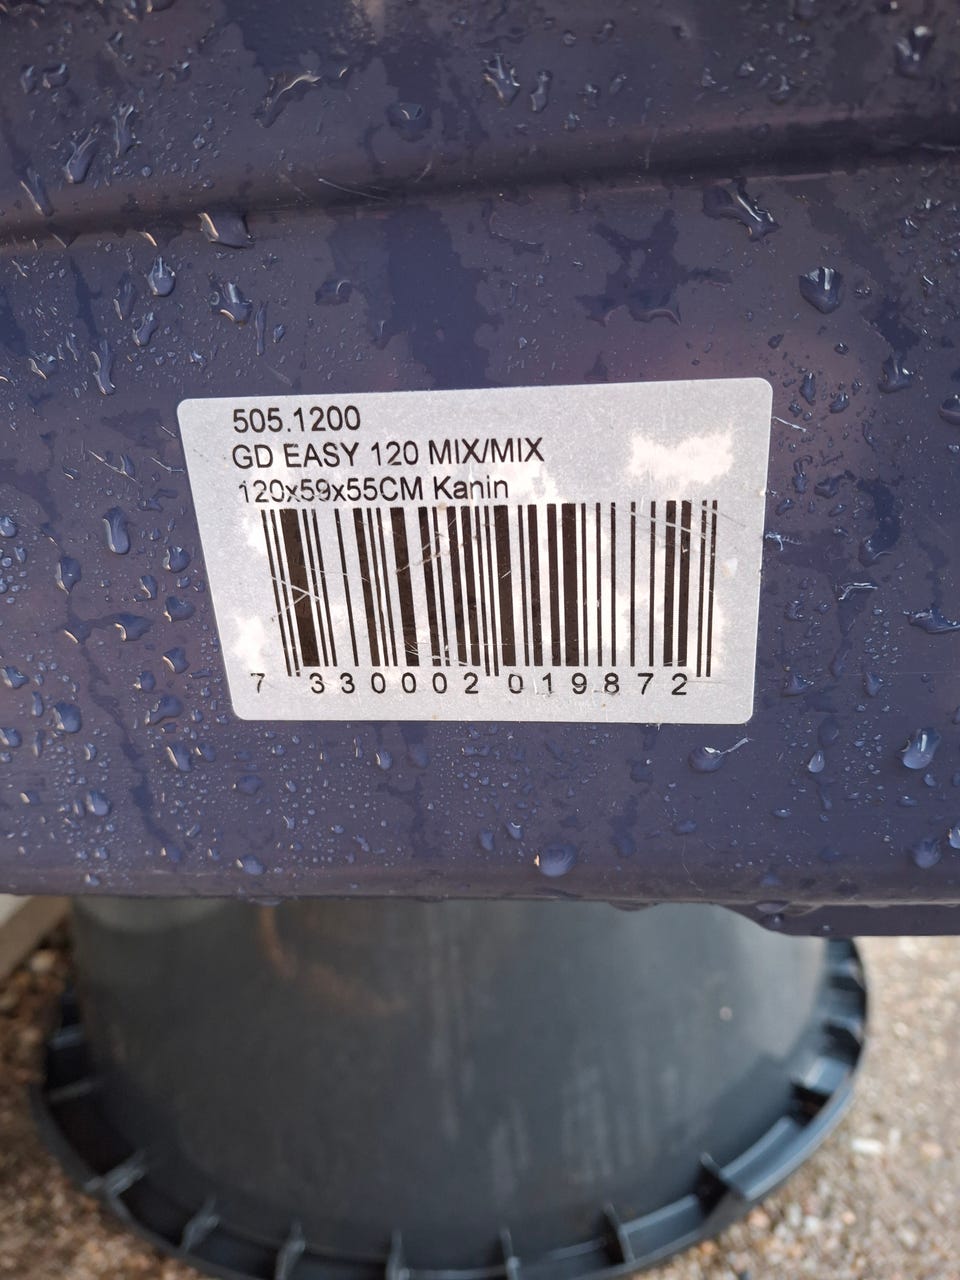 505.1200
GD EASY 120 MIX/MIX
120x59x55CM Kanin
7 330002 019872